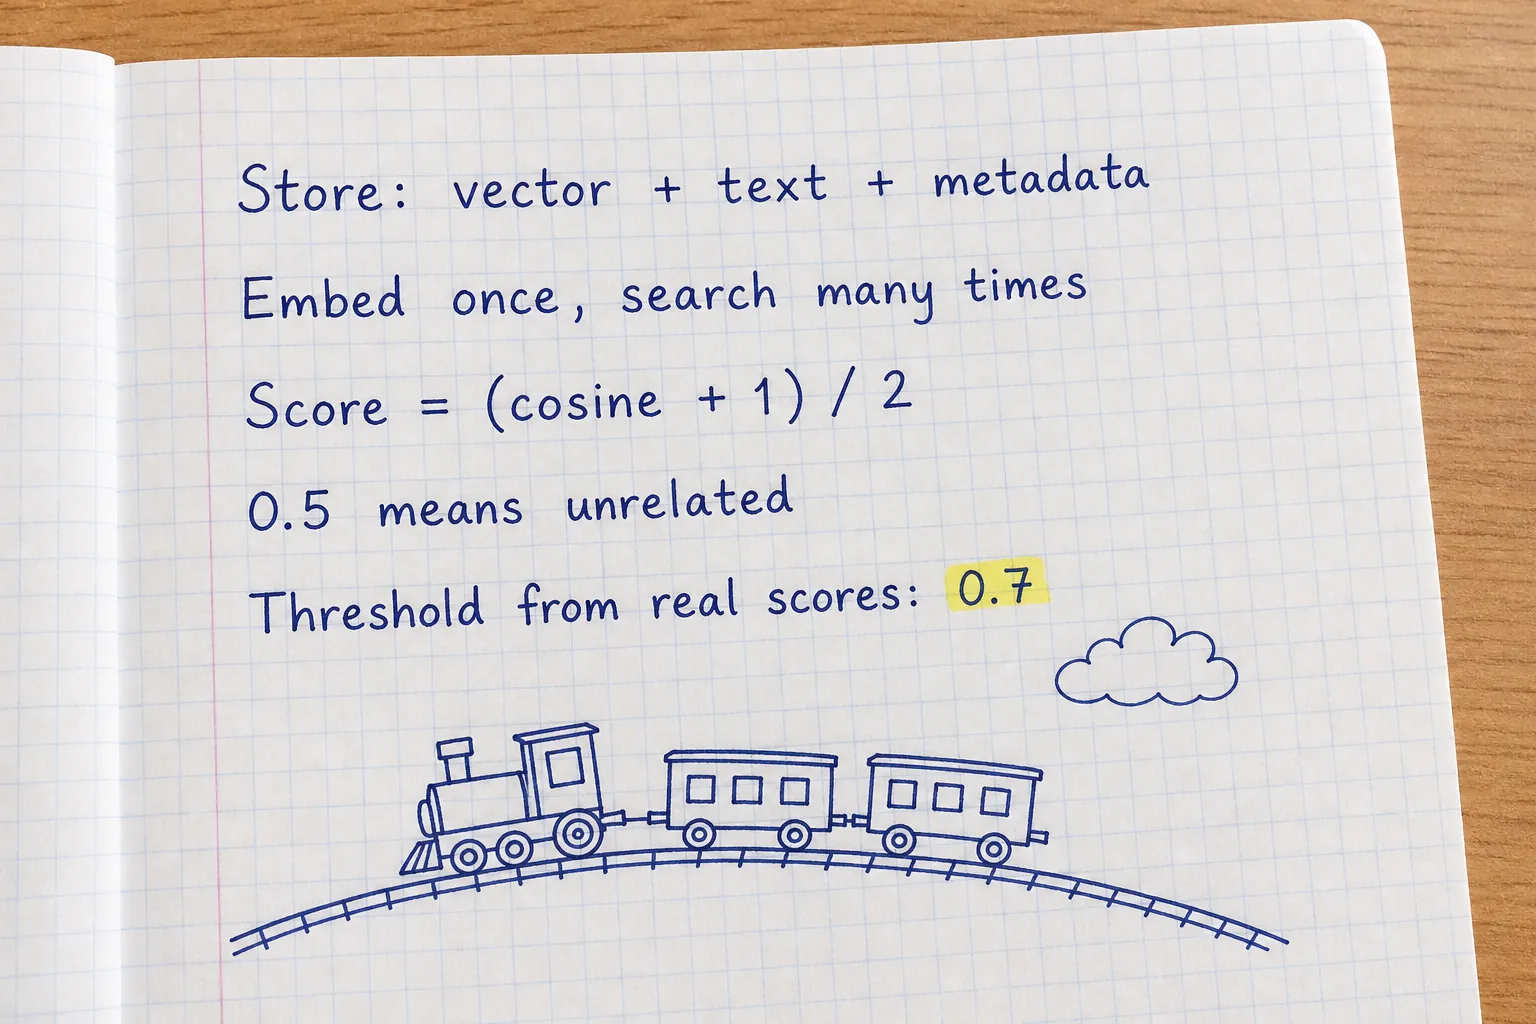 Store: vector + text + metadata
Embed once, search many times
Score = (cosine + 1) / 2
0.5 means unrelated
Threshold from real scores: 0.7